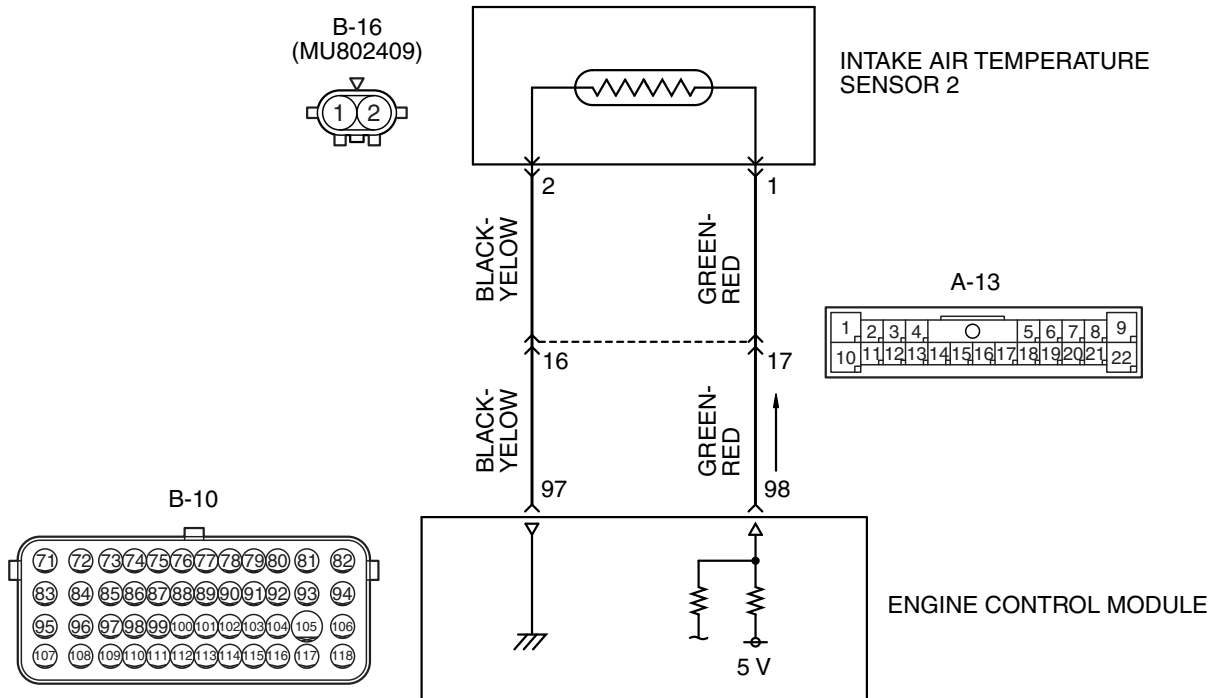 B-16
(MU802409)
1 2
INTAKE AIR TEMPERATURE
SENSOR 2
2
1
BLACK-
YELOW
GREEN-
RED
A-13
1 2 3 4 5 6 7 8 9
10 11 12 13 14 15 16 17 18 19 20 21 22
16
17
BLACK-
YELOW
GREEN-
RED
97
98
B-10
71 72 73 74 75 76 77 78 79 80 81 82
83 84 85 86 87 88 89 90 91 92 93 94
95 96 97 98 99 100 101 102 103 104 105 106
107 108 109 110 111 112 113 114 115 116 117 118
ENGINE CONTROL MODULE
5 V